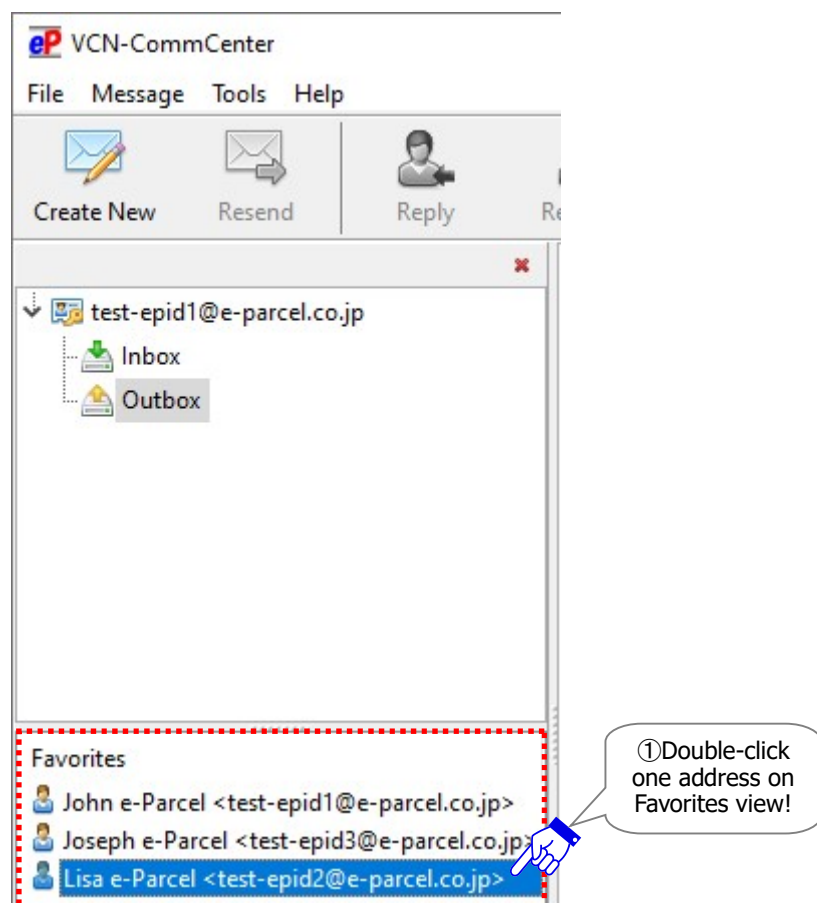 eP VCN-CommCenter
File Message Tools Help
Create New Resend Reply
test-epid1@e-parcel.co.jp
Inbox
Outbox
Favorites
John e-Parcel <test-epid1@e-parcel.co.jp>
Joseph e-Parcel <test-epid3@e-parcel.co.jp>
Lisa e-Parcel <test-epid2@e-parcel.co.jp>
①Double-click
one address on
Favorites view!